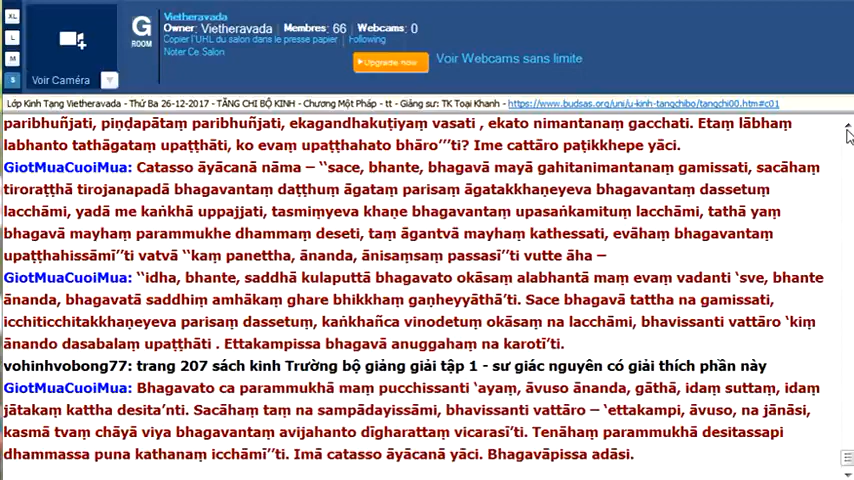 XL
L
M
S
Voir Caméra
G
ROOM
Vietheravada
Owner: Vietheravada Membres: 66 Webcams: 0
Copier l'URL du salon dans le presse papier Following
Noter Ce Salon
Upgrade now
Voir Webcams sans limite
Lớp Kinh Tạng Vietheravada - Thứ Ba 26-12-2017 - TĂNG CHI BỘ KINH - Chương Một Pháp - tt - Giảng sư: TK Toại Khanh - https://www.budsas.org/uni/u-kinh-tangchibo/tangchi00.htm#c01
paribhuñjati, piṇḍapātaṃ paribhuñjati, ekagandhakuṭiyaṃ vasati , ekato nimantanaṃ gacchati. Etaṃ lābhaṃ
labhanto tathāgataṃ upaṭṭhāti, ko evaṃ upaṭṭhahato bhāro’’’ti? Ime cattāro paṭikkhepe yāci.
GiotMuaCuoiMua: Catasso āyācanā nāma – ‘‘sace, bhante, bhagavā mayā gahitanimantanaṃ gamissati, sacāhaṃ
tiroraṭṭhā tirojanapadā bhagavantaṃ daṭṭhuṃ āgataṃ parisaṃ āgatakkhaṇeyeva bhagavantaṃ dassetuṃ
lacchāmi, yadā me kaṅkhā uppajjati, tasmiṃyeva khaṇe bhagavantaṃ upasaṅkamituṃ lacchāmi, tathā yaṃ
bhagavā mayhaṃ parammukhe dhammaṃ deseti, taṃ āgantvā mayhaṃ kathessati, evāhaṃ bhagavantaṃ
upaṭṭhahissāmī’’ti vatvā ‘‘kaṃ panettha, ānanda, ānisaṃsaṃ passasī’’ti vutte āha –
GiotMuaCuoiMua: ‘‘idha, bhante, saddhā kulaputtā bhagavato okāsaṃ alabhantā maṃ evaṃ vadanti ‘sve, bhante
ānanda, bhagavatā saddhiṃ amhākaṃ ghare bhikkhaṃ gaṇheyyāthā’ti. Sace bhagavā tattha na gamissati,
icchiticchitakkhaṇeyeva parisaṃ dassetuṃ, kaṅkhañca vinodetuṃ okāsaṃ na lacchāmi, bhavissanti vattāro ‘kiṃ
ānando dasabalaṃ upaṭṭhāti . Ettakampissa bhagavā anuggahaṃ na karotī’ti.
vohinhvobong77: trang 207 sách kinh Trường bộ giảng giải tập 1 - sư giác nguyên có giải thích phần này
GiotMuaCuoiMua: Bhagavato ca parammukhā maṃ pucchissanti ‘ayaṃ, āvuso ānanda, gāthā, idaṃ suttaṃ, idaṃ
jātakaṃ kattha desita’nti. Sacāhaṃ taṃ na sampādayissāmi, bhavissanti vattāro – ‘ettakampi, āvuso, na jānāsi,
kasmā tvaṃ chāyā viya bhagavantaṃ avijahanto dīgharattaṃ vicarasī’ti. Tenāhaṃ parammukhā desitassapi
dhammassa puna kathanaṃ icchāmī’’ti. Imā catasso āyācanā yāci. Bhagavāpissa adāsi.